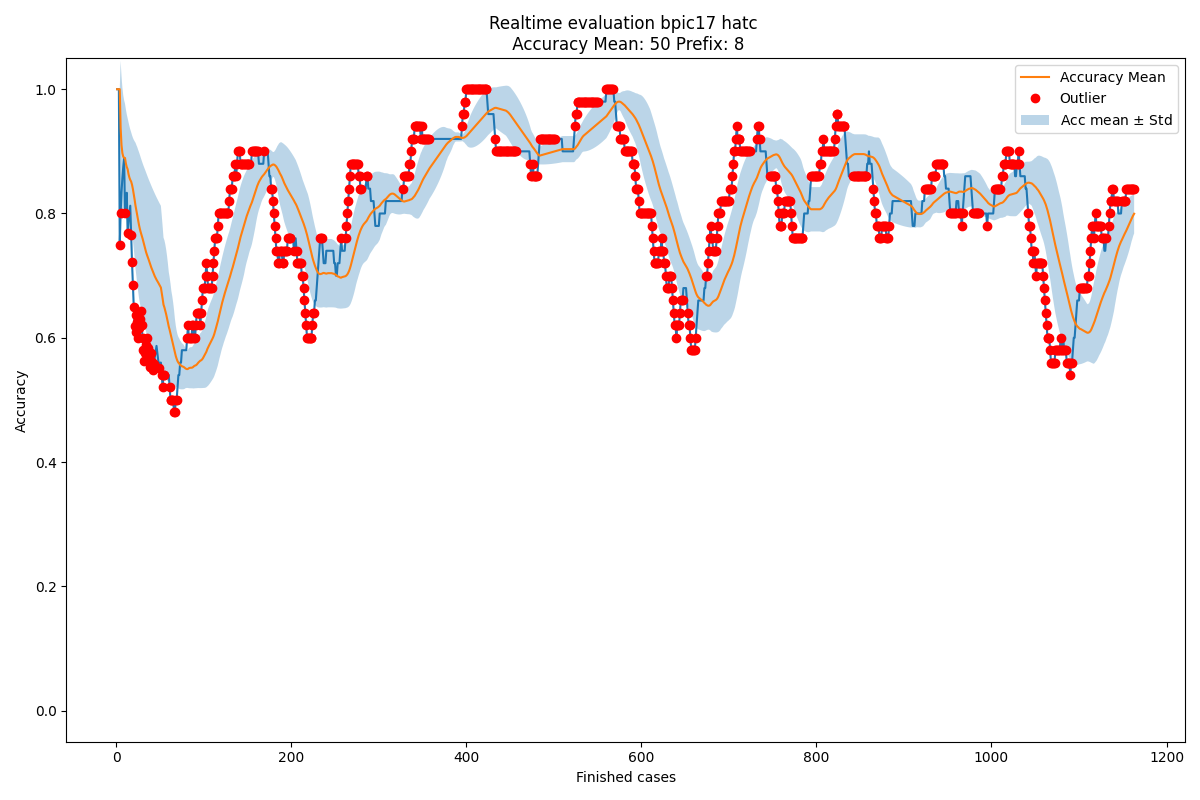 Realtime evaluation bpic17 hatc
Accuracy Mean: 50 Prefix: 8
Accuracy Mean
Outlier
Acc mean ± Std
Accuracy
1.0
0.8
0.6
0.4
0.2
0.0
0
200
400
600
800
1000
1200
Finished cases